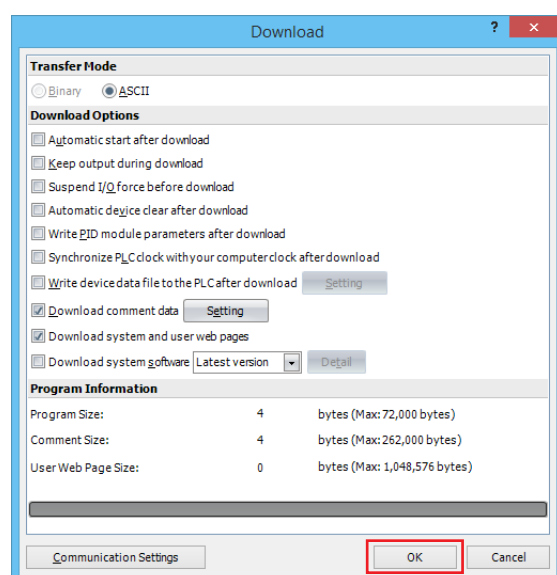 Download ? ×
Transfer Mode
Binary ASCII
Download Options
Automatic start after download
Keep output during download
Suspend I/O force before download
Automatic device clear after download
Write PID module parameters after download
Synchronize PLC clock with your computer clock after download
Write device data file to the PLC after download Setting
Download comment data Setting
Download system and user web pages
Download system software Latest version Detail
Program Information
Program Size: 4 bytes (Max: 72,000 bytes)
Comment Size: 4 bytes (Max: 262,000 bytes)
User Web Page Size: 0 bytes (Max: 1,048,576 bytes)
Communication Settings OK Cancel